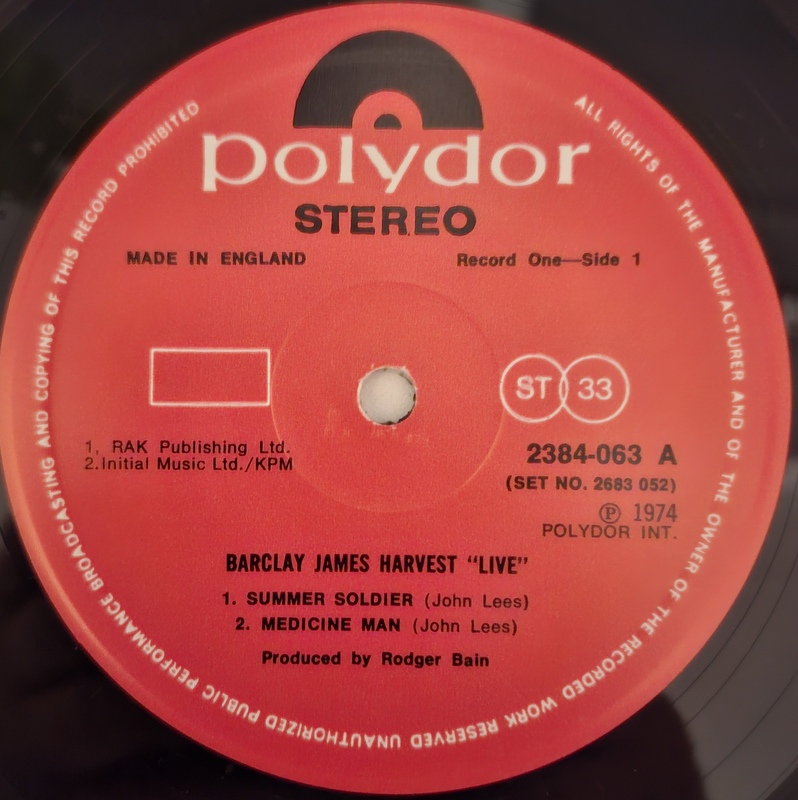 polydor
STEREO
MADE IN ENGLAND
Record One—Side 1
ST 33
1, RAK Publishing Ltd.
2.Initial Music Ltd./KPM
2384-063 A
(SET NO. 2683 052)
℗ 1974
POLYDOR INT.
BARCLAY JAMES HARVEST "LIVE"
1. SUMMER SOLDIER (John Lees)
2. MEDICINE MAN (John Lees)
Produced by Rodger Bain
ALL RIGHTS OF THE MANUFACTURER AND OF THE OWNER OF THE RECORDED WORK RESERVED UNAUTHORIZED PUBLIC PERFORMANCE BROADCASTING AND COPYING OF THIS RECORD PROHIBITED